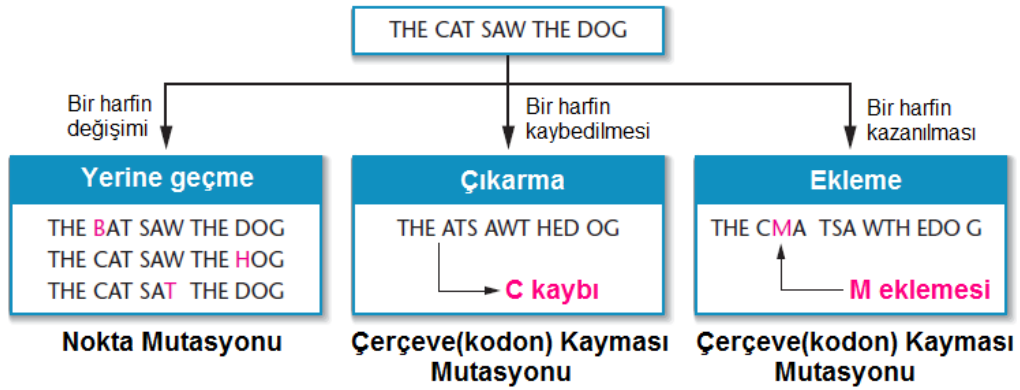 THE CAT SAW THE DOG
Bir harfin
değişimi
Bir harfin
kaybedilmesi
Bir harfin
kazanılması
Yerine geçme
THE BAT SAW THE DOG
THE CAT SAW THE HOG
THE CAT SAT THE DOG
Nokta Mutasyonu
Çıkarma
THE ATS AWT HED OG
C kaybı
Çerçeve(kodon) Kayması
Mutasyonu
Ekleme
THE CMA TSA WTH EDO G
M eklemesi
Çerçeve(kodon) Kayması
Mutasyonu